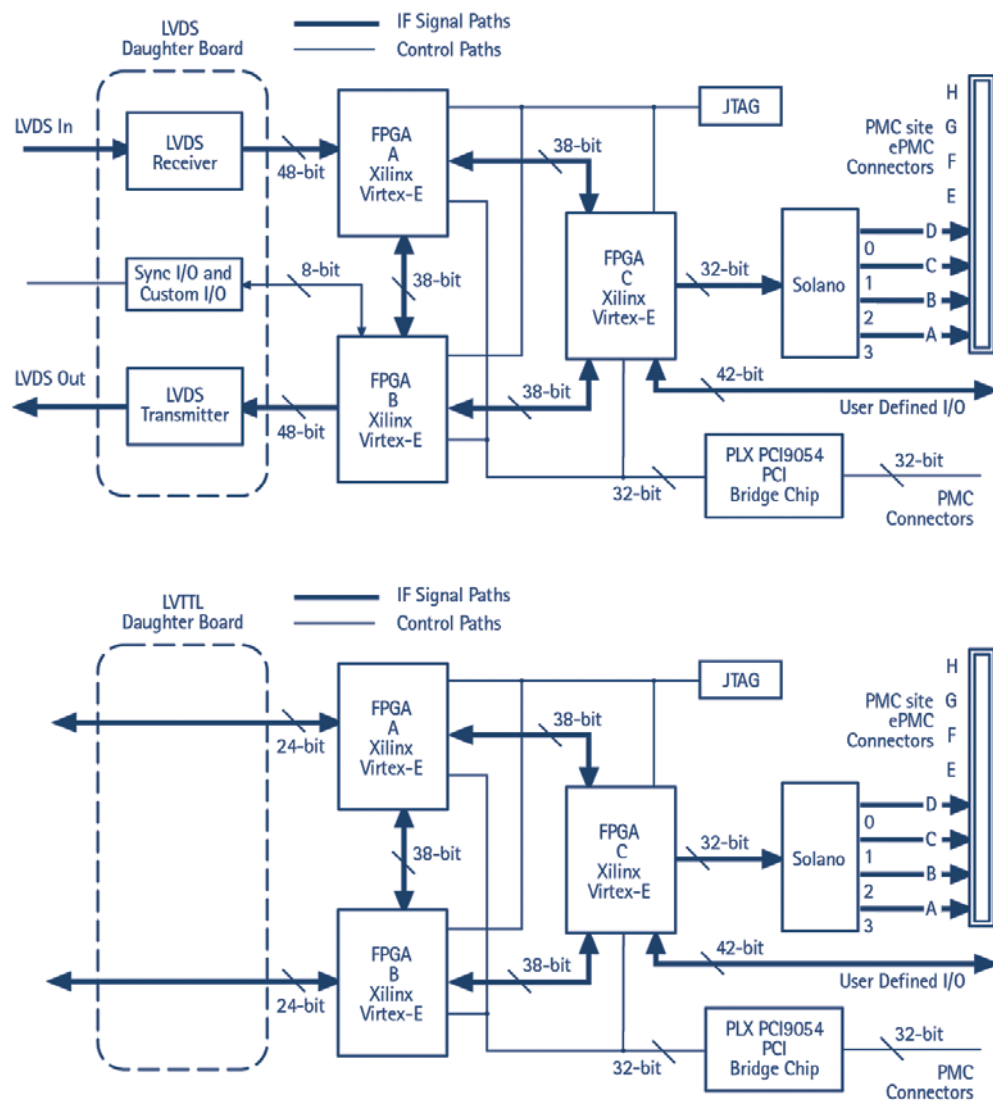 LVDS
Daughter Board
IF Signal Paths
Control Paths
LVDS In
LVDS
Receiver
48-bit
FPGA
A
Xilinx
Virtex-E
38-bit
JTAG
PMC site
ePMC
Connectors
H
G
F
E
D
C
B
A
0
1
2
3
Sync I/O and
Custom I/O
8-bit
38-bit
FPGA
C
Xilinx
Virtex-E
32-bit
Solano
LVDS Out
LVDS
Transmitter
48-bit
FPGA
B
Xilinx
Virtex-E
38-bit
42-bit
User Defined I/O
32-bit
PLX PCI9054
PCI
Bridge Chip
32-bit
PMC
Connectors
LVTTL
Daughter Board
IF Signal Paths
Control Paths
24-bit
FPGA
A
Xilinx
Virtex-E
38-bit
JTAG
PMC site
ePMC
Connectors
H
G
F
E
D
C
B
A
0
1
2
3
38-bit
FPGA
C
Xilinx
Virtex-E
32-bit
Solano
24-bit
FPGA
B
Xilinx
Virtex-E
38-bit
42-bit
User Defined I/O
32-bit
PLX PCI9054
PCI
Bridge Chip
32-bit
PMC
Connectors